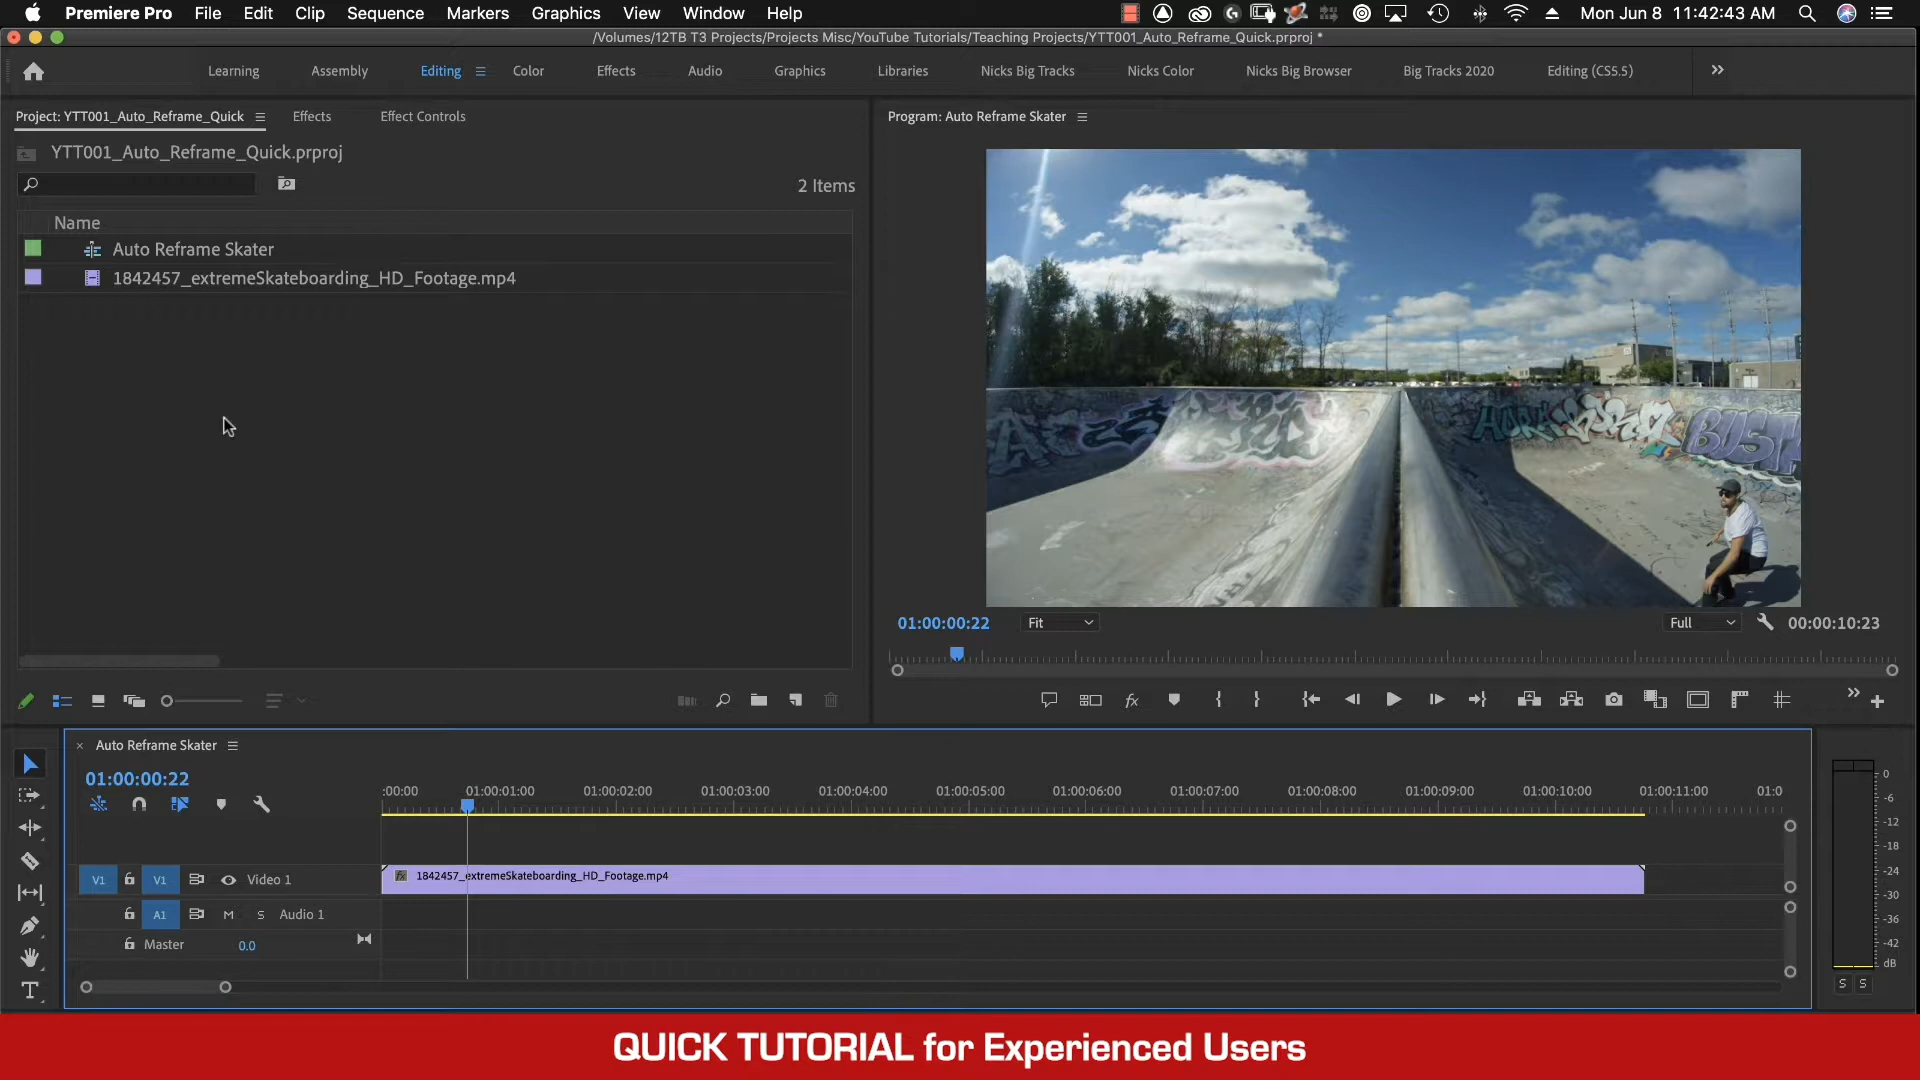 Premiere Pro File Edit Clip Sequence Markers Graphics View Window Help Mon Jun 8 11:42:43 AM
/Volumes/12TB T3 Projects/Projects Misc/YouTube Tutorials/Teaching Projects/YTT001_Auto_Reframe_Quick.prproj *
Learning Assembly Editing Color Effects Audio Graphics Libraries Nicks Big Tracks Nicks Color Nicks Big Browser Big Tracks 2020 Editing (CS5.5)
Project: YTT001_Auto_Reframe_Quick Effects Effect Controls
YTT001_Auto_Reframe_Quick.prproj
2 Items
Name
Auto Reframe Skater
1842457_extremeSkateboarding_HD_Footage.mp4
Program: Auto Reframe Skater
01:00:00:22 Fit Full 00:00:10:23
fx
Auto Reframe Skater
01:00:00:22
:00:00 01:00:01:00 01:00:02:00 01:00:03:00 01:00:04:00 01:00:05:00 01:00:06:00 01:00:07:00 01:00:08:00 01:00:09:00 01:00:10:00 01:00:11:00 01:0
V1 V1 Video 1
fx 1842457_extremeSkateboarding_HD_Footage.mp4
A1 M S Audio 1
Master 0.0
0
-6
-12
-18
-24
-30
-36
-42
dB
S S
QUICK TUTORIAL for Experienced Users